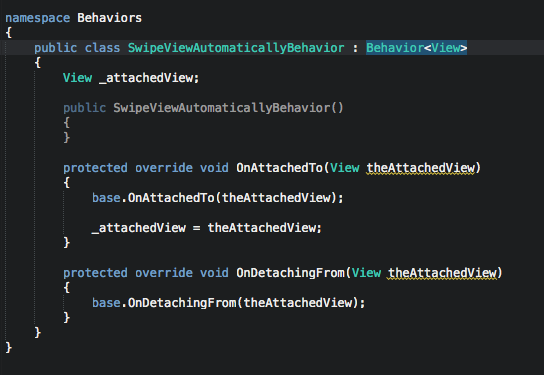 namespace Behaviors
{
    public class SwipeViewAutomaticallyBehavior : Behavior<View>
    {
        View _attachedView;

        public SwipeViewAutomaticallyBehavior()
        {
        }

        protected override void OnAttachedTo(View theAttachedView)
        {
            base.OnAttachedTo(theAttachedView);

            _attachedView = theAttachedView;
        }

        protected override void OnDetachingFrom(View theAttachedView)
        {
            base.OnDetachingFrom(theAttachedView);
        }
    }
}